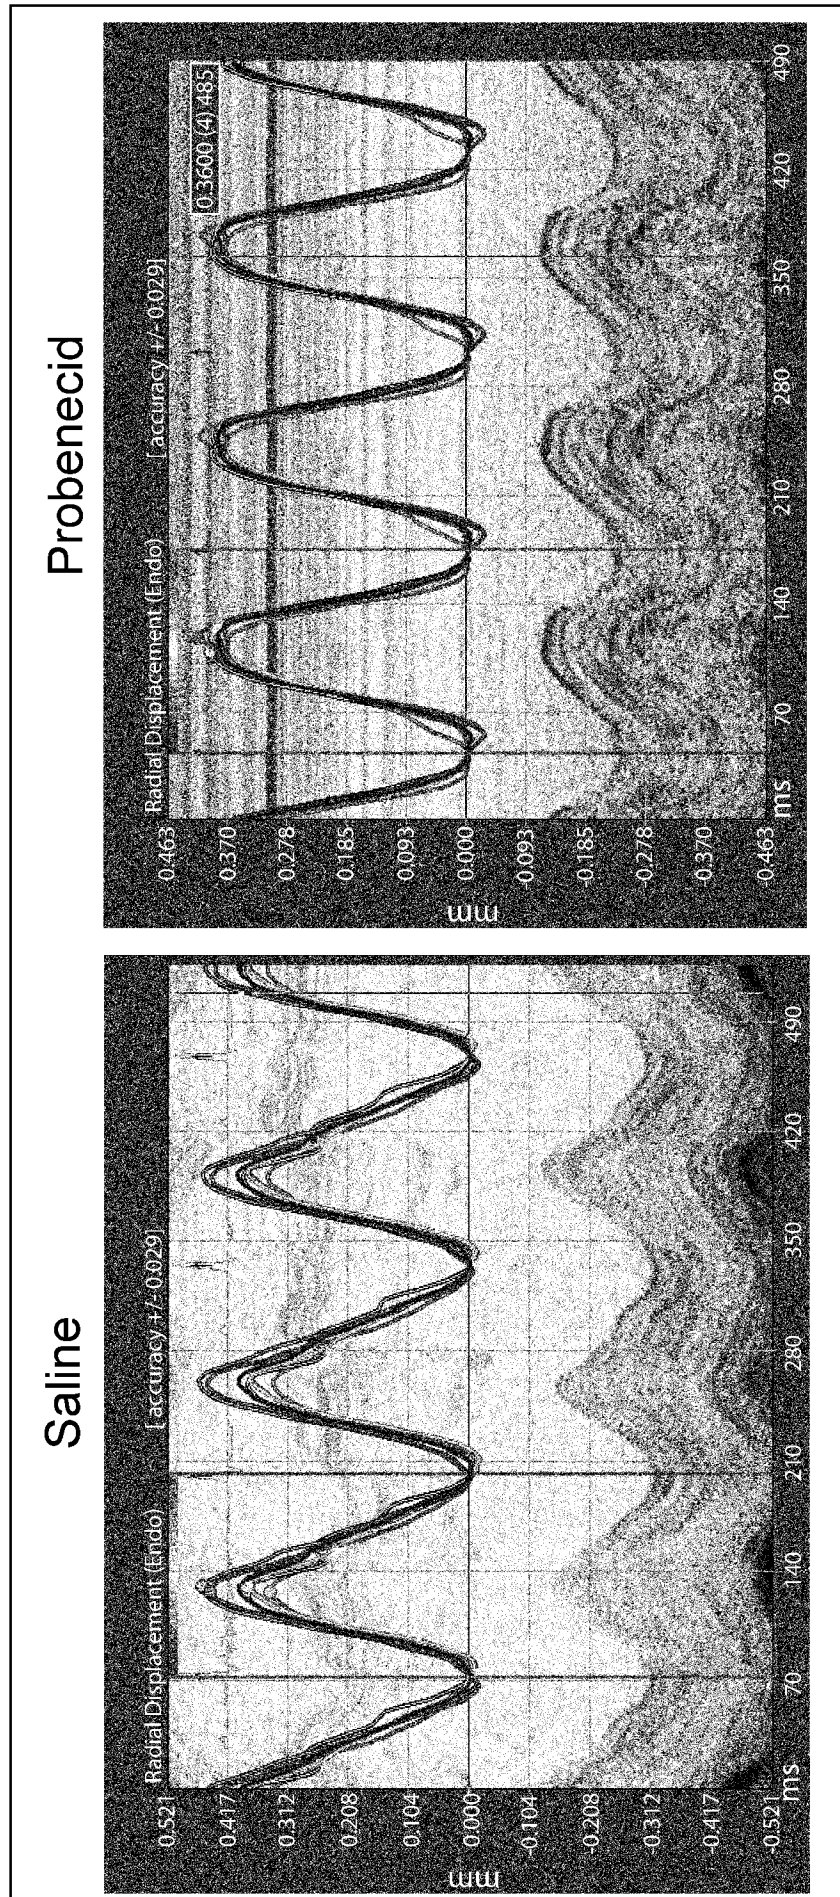 Saline
Radial Displacement (Endo) [ accuracy +/-0.029]
0.521
0.417
0.312
0.208
0.104
0.000
-0.104
-0.208
-0.312
-0.417
-0.521
mm
ms 70 140 210 280 350 420 490
Probenecid
Radial Displacement (Endo) [ accuracy +/-0.029]
0.3600 (4) 485
0.463
0.370
0.278
0.185
0.093
0.000
-0.093
-0.185
-0.278
-0.370
-0.463
mm
ms 70 140 210 280 350 420 490